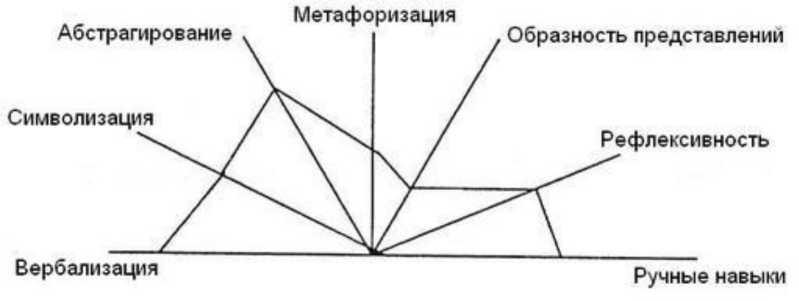 Метафоризация
Абстрагирование
Образность представлений
Символизация
Рефлексивность
Вербализация
Ручные навыки